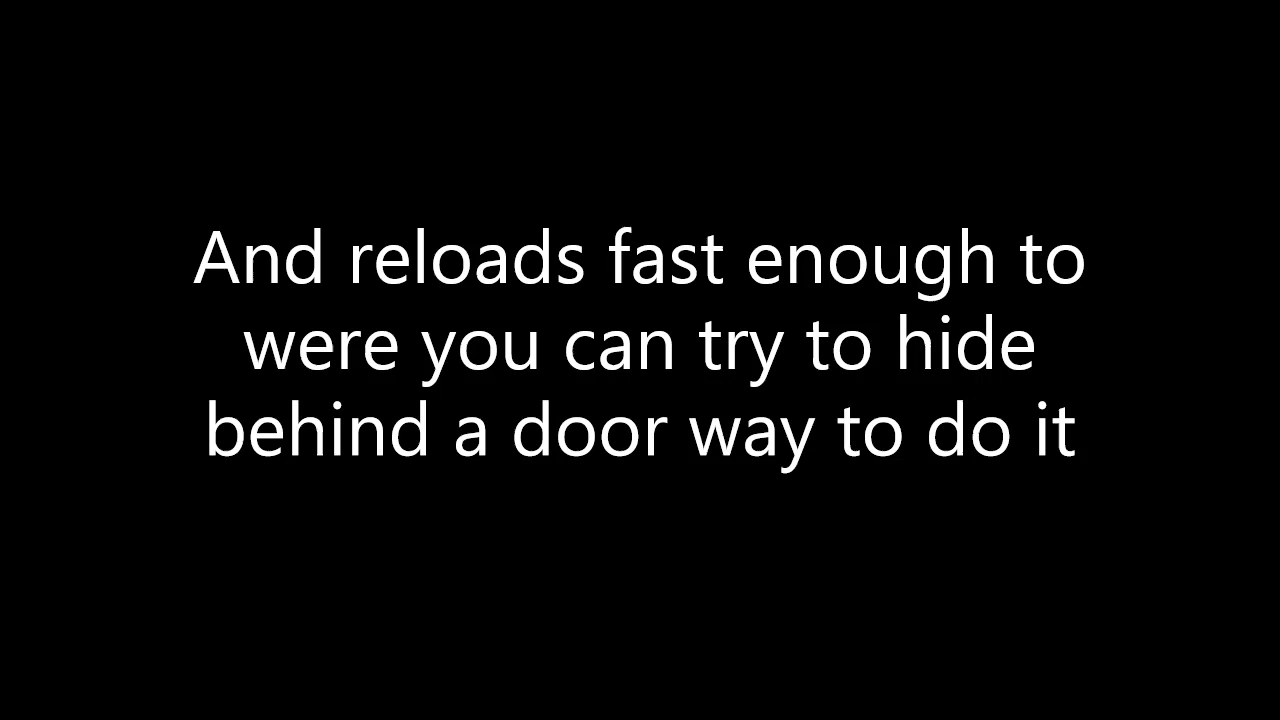 And reloads fast enough to
were you can try to hide
behind a door way to do it